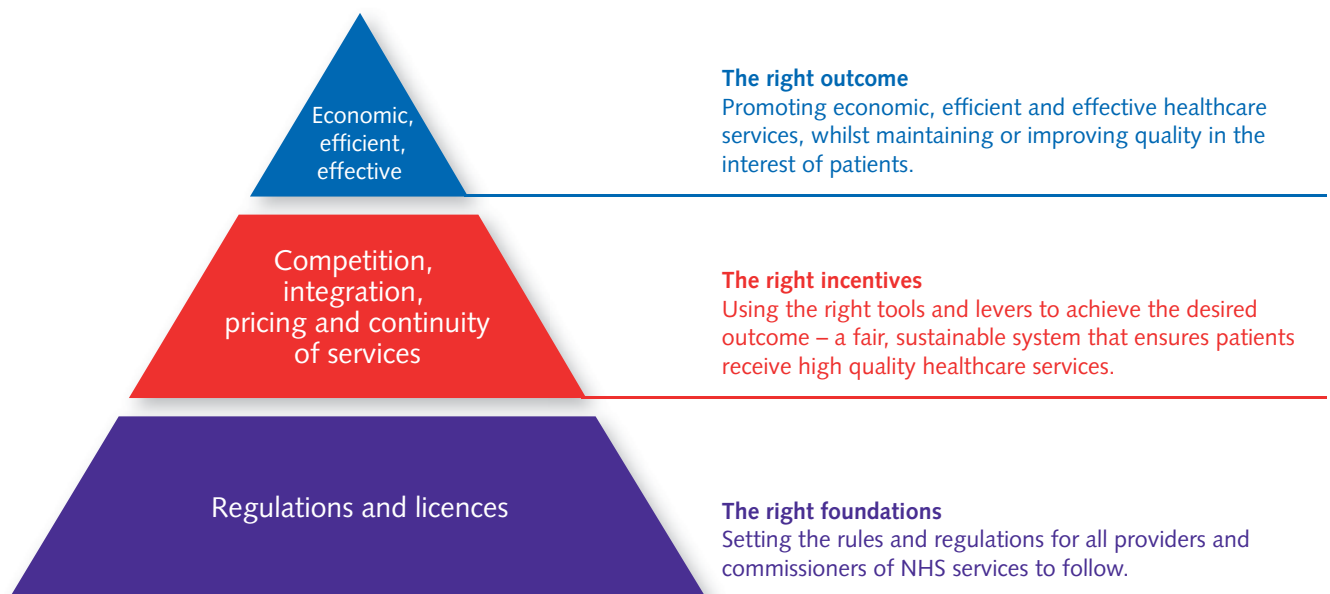 Economic,
efficient,
effective
The right outcome
Promoting economic, efficient and effective healthcare
services, whilst maintaining or improving quality in the
interest of patients.
Competition,
integration,
pricing and continuity
of services
The right incentives
Using the right tools and levers to achieve the desired
outcome – a fair, sustainable system that ensures patients
receive high quality healthcare services.
Regulations and licences
The right foundations
Setting the rules and regulations for all providers and
commissioners of NHS services to follow.